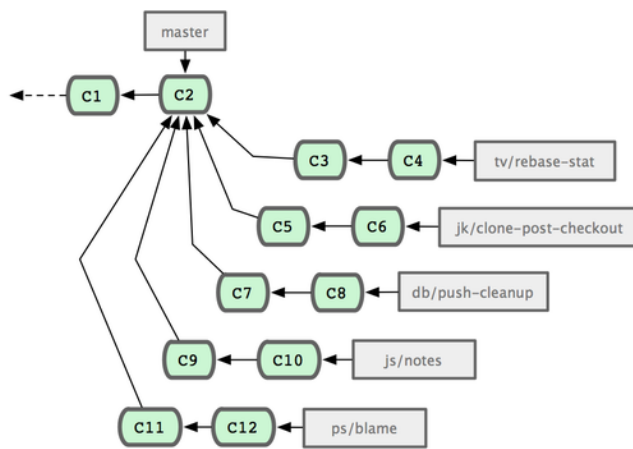 master
C1
C2
C3
C4
tv/rebase-stat
C5
C6
jk/clone-post-checkout
C7
C8
db/push-cleanup
C9
C10
js/notes
C11
C12
ps/blame